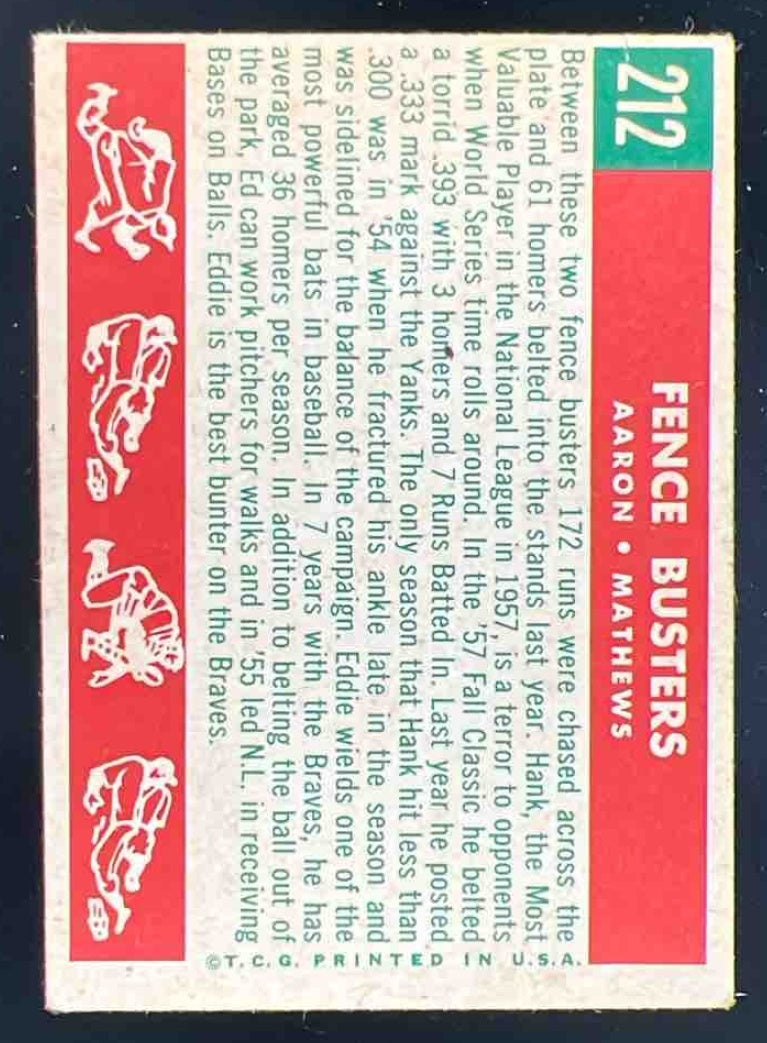 212
FENCE BUSTERS
AARON • MATHEWS
Between these two fence busters 172 runs were chased across the
plate and 61 homers belted into the stands last year. Hank, the Most
Valuable Player in the National League in 1957, is a terror to opponents
when World Series time rolls around. In the '57 Fall Classic he belted
a torrid .393 with 3 homers and 7 Runs Batted In. Last year he posted
a .333 mark against the Yanks. The only season that Hank hit less than
.300 was in '54 when he fractured his ankle late in the season and
was sidelined for the balance of the campaign. Eddie wields one of the
most powerful bats in baseball. In 7 years with the Braves, he has
averaged 36 homers per season. In addition to belting the ball out of
the park, Ed can work pitchers for walks and in '55 led N.L. in receiving
Bases on Balls. Eddie is the best bunter on the Braves.
©T.C.G. PRINTED IN U.S.A.